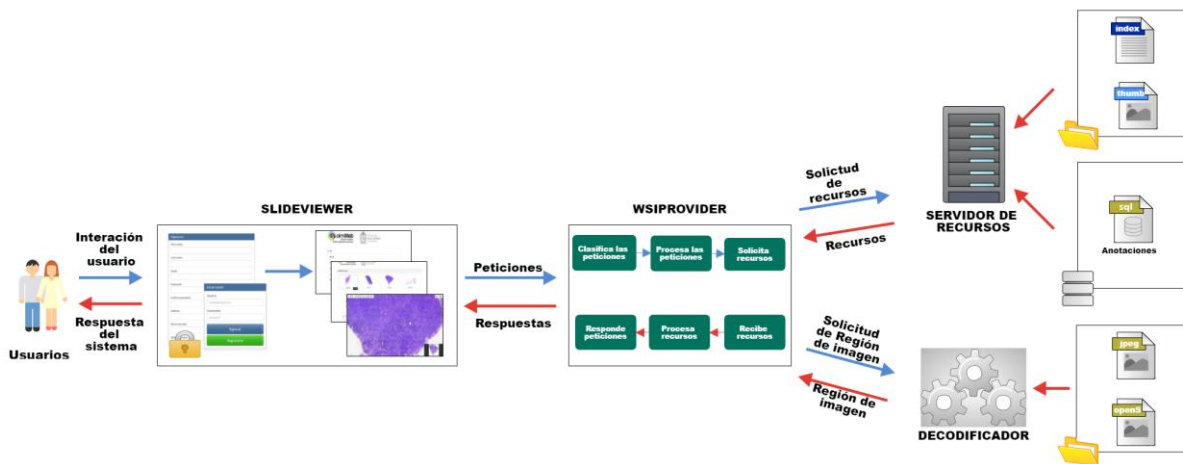 Usuarios
Interación
del
usuario
Respuesta
del
sistema
SLIDEVIEWER
Peticiones
Respuestas
WSIPROVIDER
Clasifica las
peticiones
Procesa las
peticiones
Solicita
recursos
Responde
peticiones
Procesa
recursos
Recibe
recursos
Solictud
de
recursos
Recursos
SERVIDOR DE
RECURSOS
index
thumb
sql
Anotaciones
Solicitud
de Región
de imagen
Región de
imagen
DECODIFICADOR
jpeg
openS